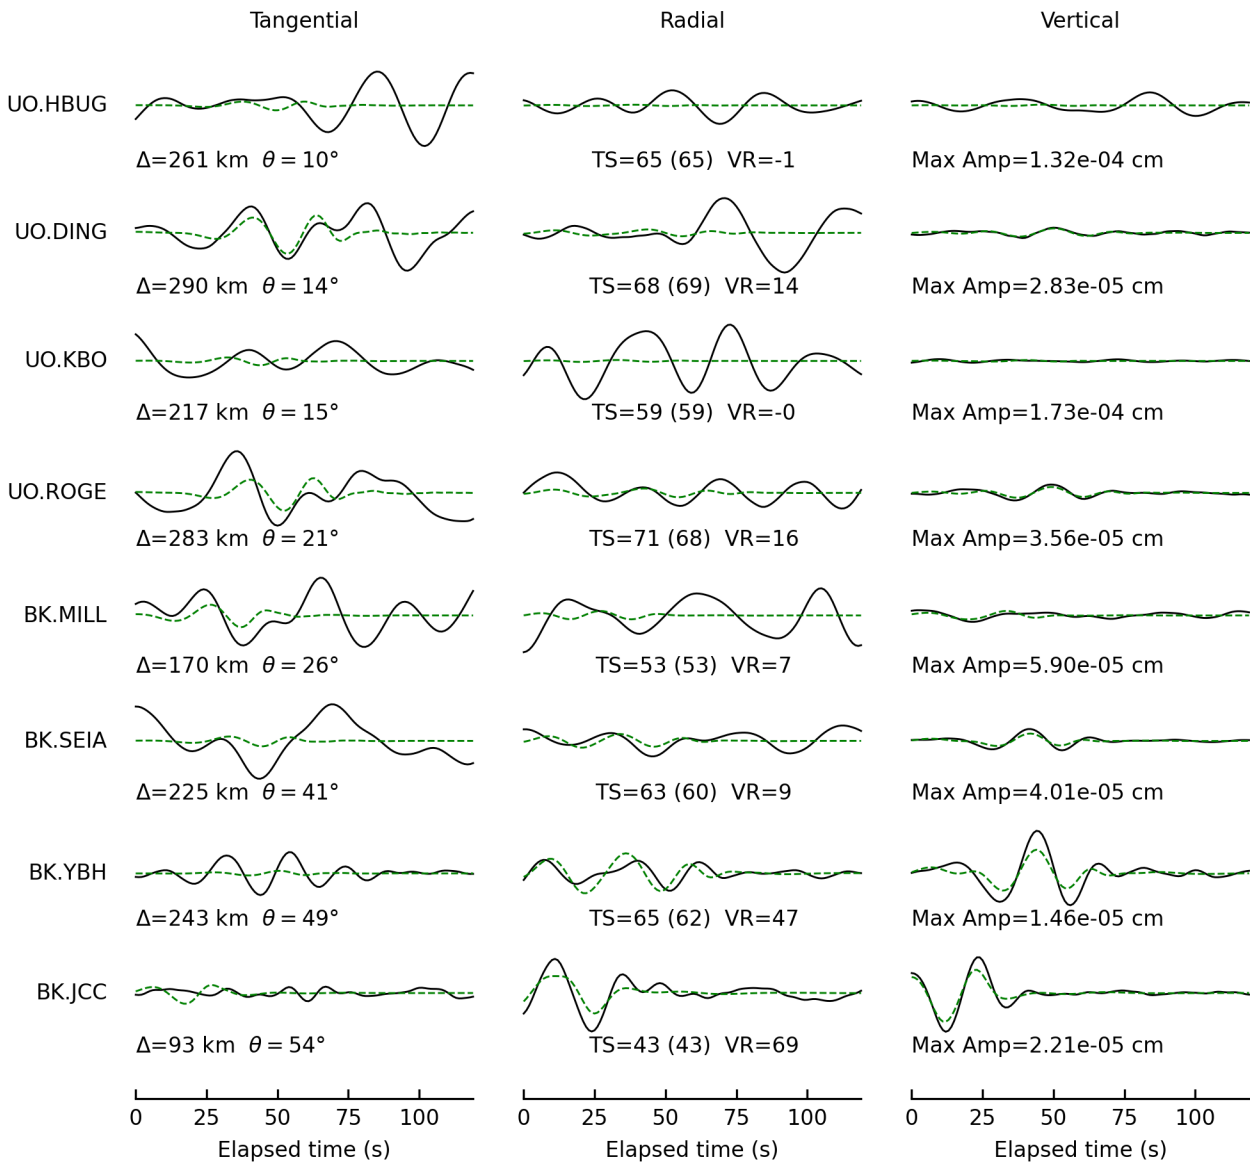 Tangential Radial Vertical
UO.HBUG
Δ=261 km θ = 10° TS=65 (65) VR=-1 Max Amp=1.32e-04 cm
UO.DING
Δ=290 km θ = 14° TS=68 (69) VR=14 Max Amp=2.83e-05 cm
UO.KBO
Δ=217 km θ = 15° TS=59 (59) VR=-0 Max Amp=1.73e-04 cm
UO.ROGE
Δ=283 km θ = 21° TS=71 (68) VR=16 Max Amp=3.56e-05 cm
BK.MILL
Δ=170 km θ = 26° TS=53 (53) VR=7 Max Amp=5.90e-05 cm
BK.SEIA
Δ=225 km θ = 41° TS=63 (60) VR=9 Max Amp=4.01e-05 cm
BK.YBH
Δ=243 km θ = 49° TS=65 (62) VR=47 Max Amp=1.46e-05 cm
BK.JCC
Δ=93 km θ = 54° TS=43 (43) VR=69 Max Amp=2.21e-05 cm
0 25 50 75 100 0 25 50 75 100 0 25 50 75 100
Elapsed time (s) Elapsed time (s) Elapsed time (s)